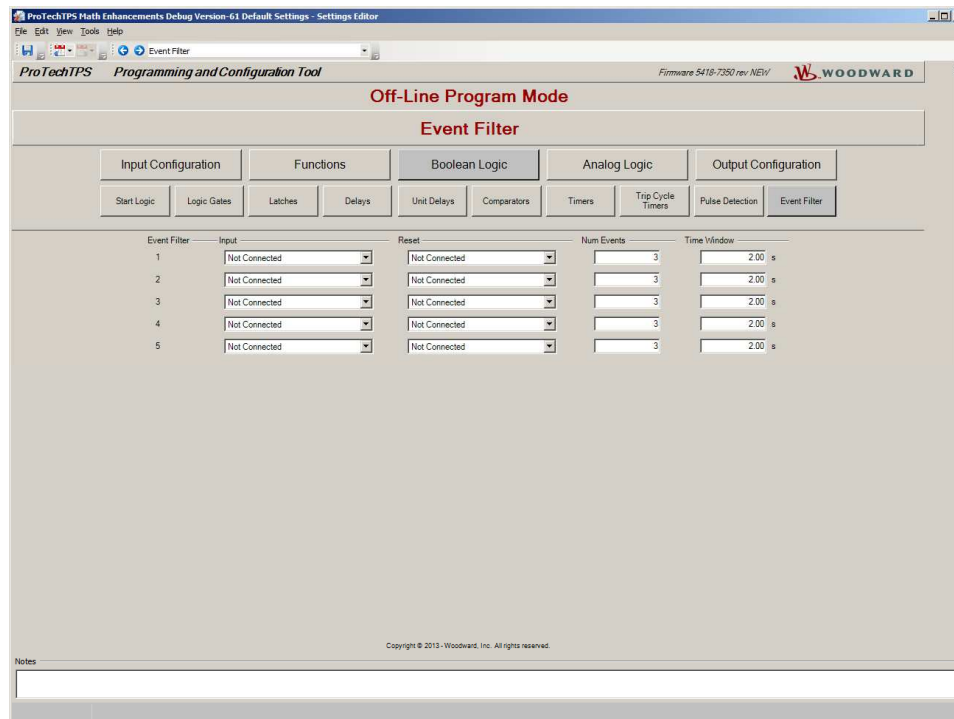 ProTechTPS Math Enhancements Debug Version-61 Default Settings - Settings Editor
File Edit View Tools Help
Event Filter
ProTechTPS Programming and Configuration Tool Firmware 5418-7350 rev NEW WOODWARD
Off-Line Program Mode
Event Filter
Input Configuration Functions Boolean Logic Analog Logic Output Configuration
Start Logic Logic Gates Latches Delays Unit Delays Comparators Timers Trip Cycle Timers Pulse Detection Event Filter
Event Filter Input Reset Num Events Time Window
1 Not Connected Not Connected 3 2.00 s
2 Not Connected Not Connected 3 2.00 s
3 Not Connected Not Connected 3 2.00 s
4 Not Connected Not Connected 3 2.00 s
5 Not Connected Not Connected 3 2.00 s
Copyright © 2013 - Woodward, Inc. All rights reserved.
Notes